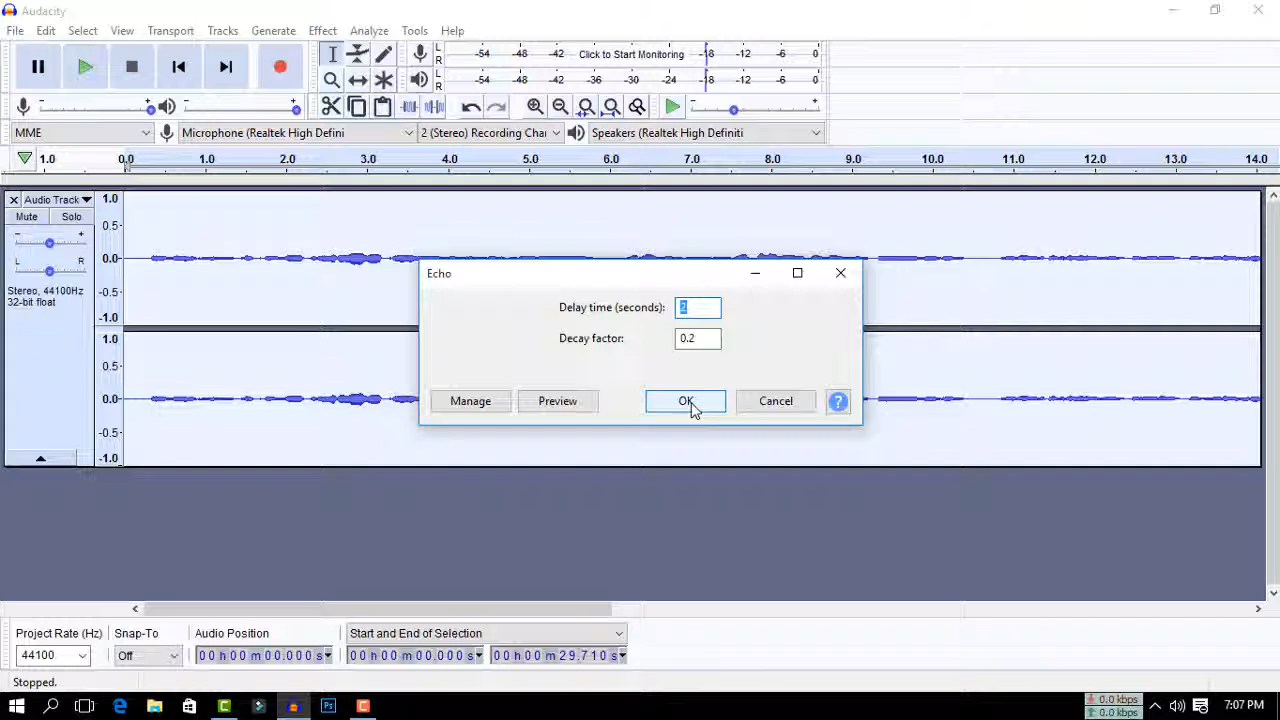 Audacity
File Edit Select View Transport Tracks Generate Effect Analyze Tools Help
L R -54 -48 -42 Click to Start Monitoring -18 -12 -6 0
L R -54 -48 -42 -36 -30 -24 -18 -12 -6 0
- + - + - +
MME Microphone (Realtek High Defini 2 (Stereo) Recording Char Speakers (Realtek High Definiti
1.0 0.0 1.0 2.0 3.0 4.0 5.0 6.0 7.0 8.0 9.0 10.0 11.0 12.0 13.0 14.0
Audio Track 1.0
Mute Solo
0.5
- +
0.0
L R
Stereo, 44100Hz -0.5
32-bit float
-1.0
1.0
0.5
0.0
-0.5
-1.0
Echo
Delay time (seconds): 2
Decay factor: 0.2
Manage Preview OK Cancel ?
Project Rate (Hz) Snap-To Audio Position Start and End of Selection
44100 Off 00 h 00 m 00.000 s 00 h 00 m 00.000 s 00 h 00 m 29.710 s
Stopped.
Ps C 0.0 kbps
0.0 kbps
7:07 PM